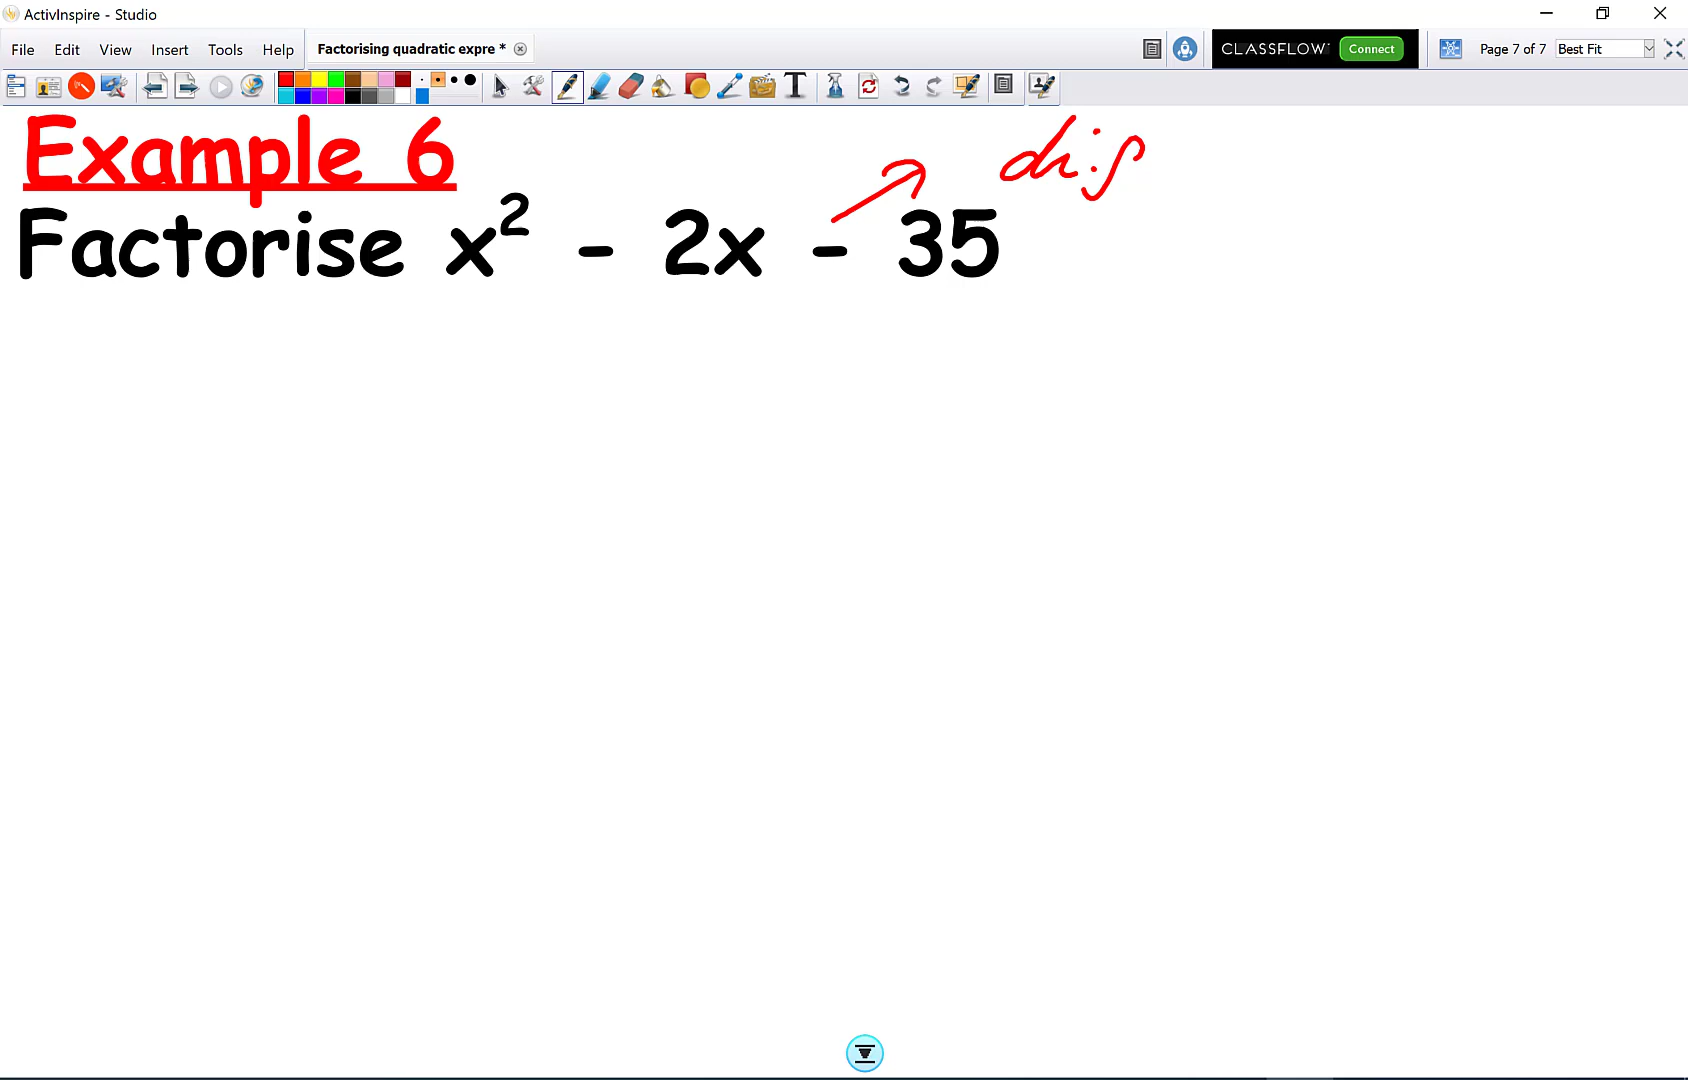 ActivInspire - Studio
File Edit View Insert Tools Help
Factorising quadratic expre *
CLASSFLOW Connect
Page 7 of 7 Best Fit
Example 6
Factorise x² - 2x - 35